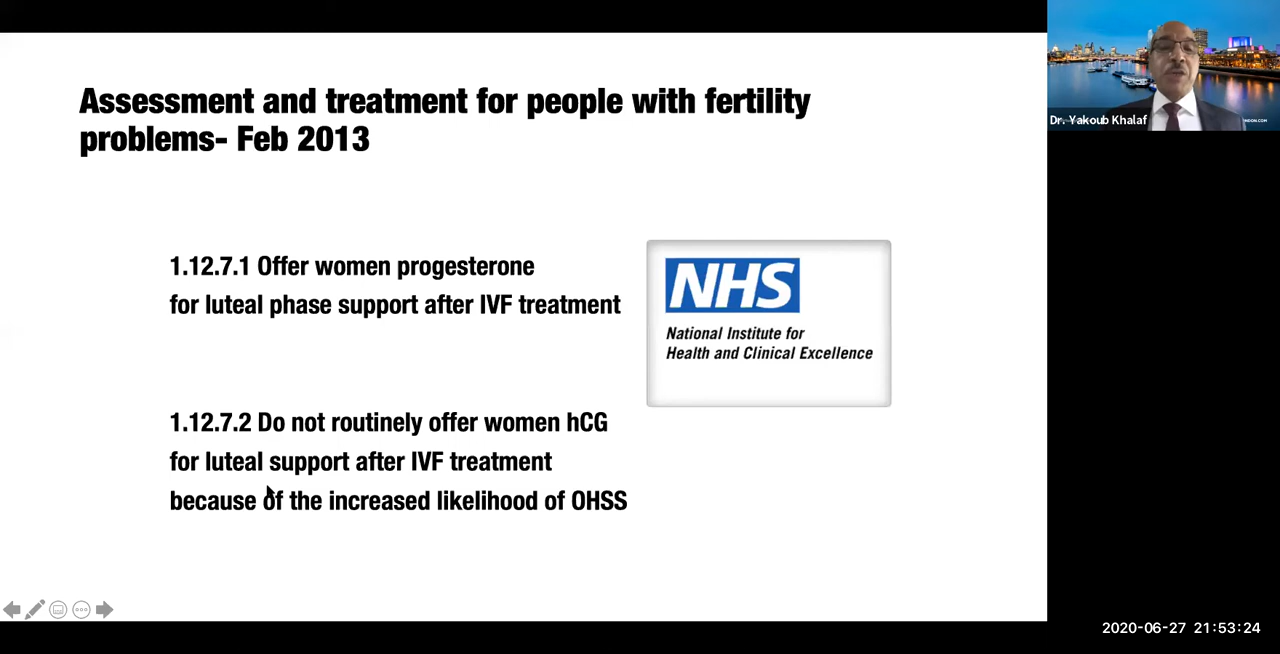 Assessment and treatment for people with fertility
problems- Feb 2013
1.12.7.1 Offer women progesterone
for luteal phase support after IVF treatment
NHS
National Institute for
Health and Clinical Excellence
1.12.7.2 Do not routinely offer women hCG
for luteal support after IVF treatment
because of the increased likelihood of OHSS
Dr. Yakoub Khalaf
2020-06-27 21:53:24